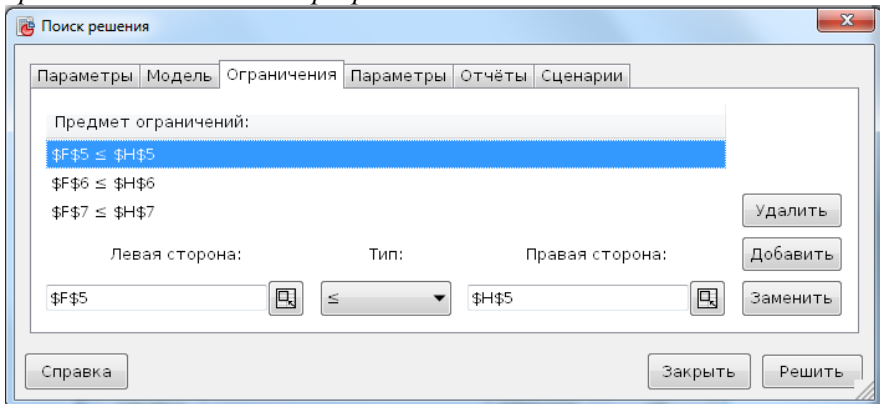 Поиск решения
Параметры Модель Ограничения Параметры Отчёты Сценарии
Предмет ограничений:
$F$5 ≤ $H$5
$F$6 ≤ $H$6
$F$7 ≤ $H$7
Удалить
Левая сторона: Тип: Правая сторона: Добавить
$F$5 ≤ $H$5 Заменить
Справка Закрыть Решить